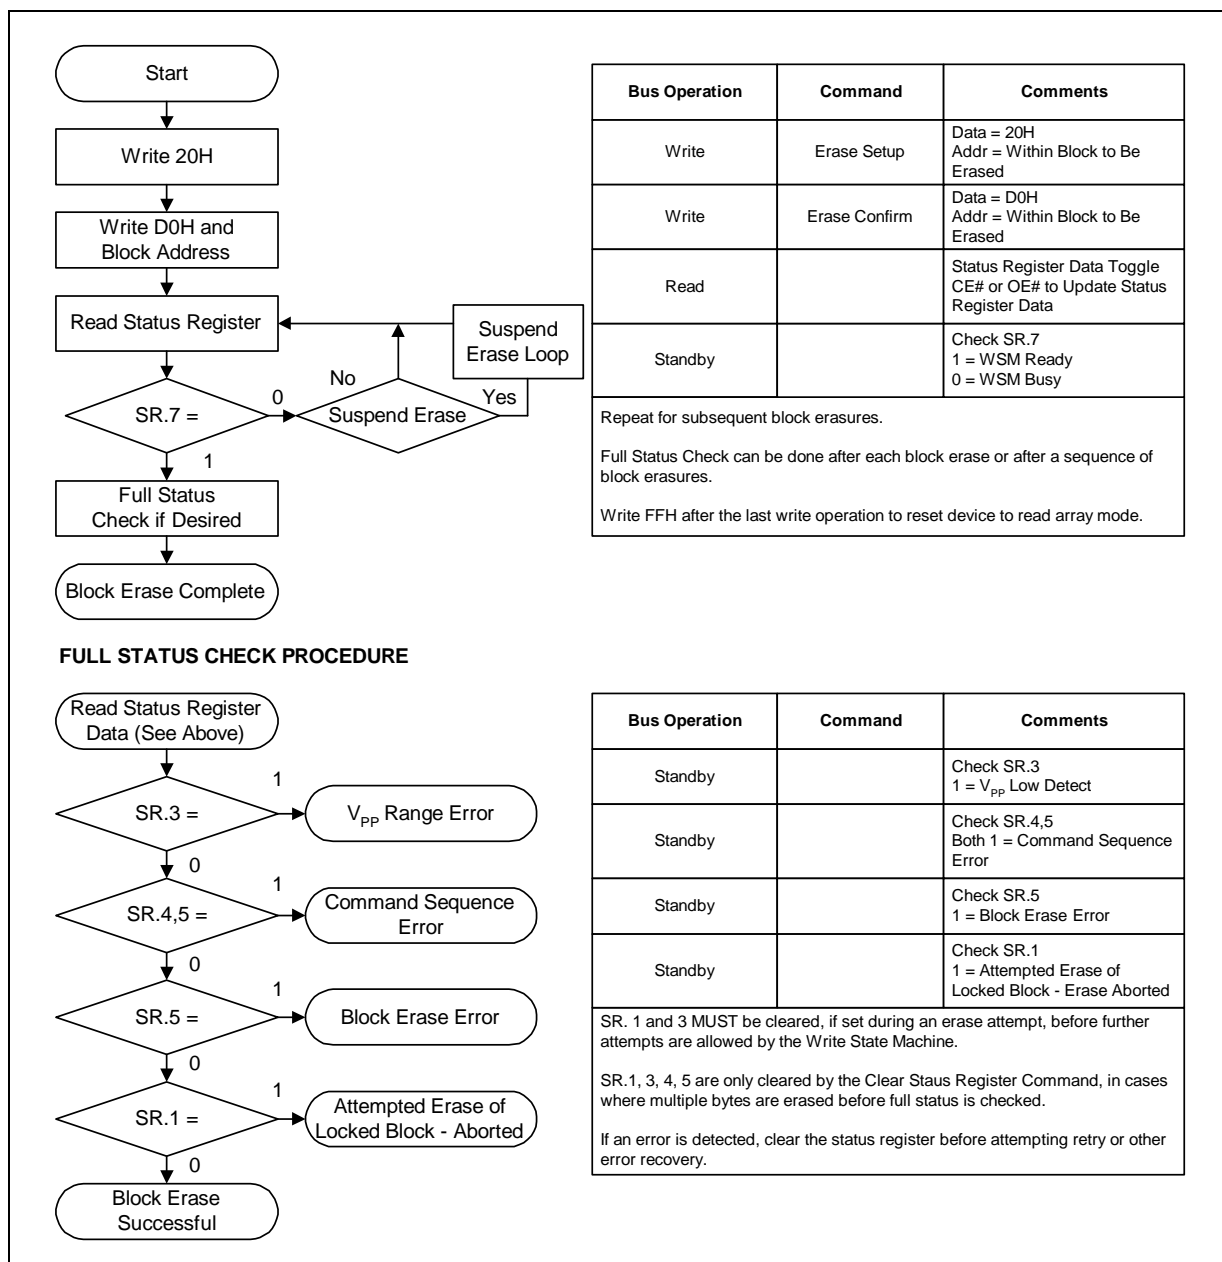 Start
Write 20H
Write D0H and
Block Address
Read Status Register
Suspend
Erase Loop
No
Yes
SR.7 =
0
Suspend Erase
1
Full Status
Check if Desired
Block Erase Complete
Bus Operation Command Comments
Write Erase Setup Data = 20H
Addr = Within Block to Be
Erased
Write Erase Confirm Data = D0H
Addr = Within Block to Be
Erased
Read Status Register Data Toggle
CE# or OE# to Update Status
Register Data
Standby Check SR.7
1 = WSM Ready
0 = WSM Busy
Repeat for subsequent block erasures.
Full Status Check can be done after each block erase or after a sequence of
block erasures.
Write FFH after the last write operation to reset device to read array mode.
FULL STATUS CHECK PROCEDURE
Read Status Register
Data (See Above)
SR.3 =
1
VPP Range Error
0
SR.4,5 =
1
Command Sequence
Error
0
SR.5 =
1
Block Erase Error
0
SR.1 =
1
Attempted Erase of
Locked Block - Aborted
0
Block Erase
Successful
Bus Operation Command Comments
Standby Check SR.3
1 = VPP Low Detect
Standby Check SR.4,5
Both 1 = Command Sequence
Error
Standby Check SR.5
1 = Block Erase Error
Standby Check SR.1
1 = Attempted Erase of
Locked Block - Erase Aborted
SR. 1 and 3 MUST be cleared, if set during an erase attempt, before further
attempts are allowed by the Write State Machine.
SR.1, 3, 4, 5 are only cleared by the Clear Staus Register Command, in cases
where multiple bytes are erased before full status is checked.
If an error is detected, clear the status register before attempting retry or other
error recovery.